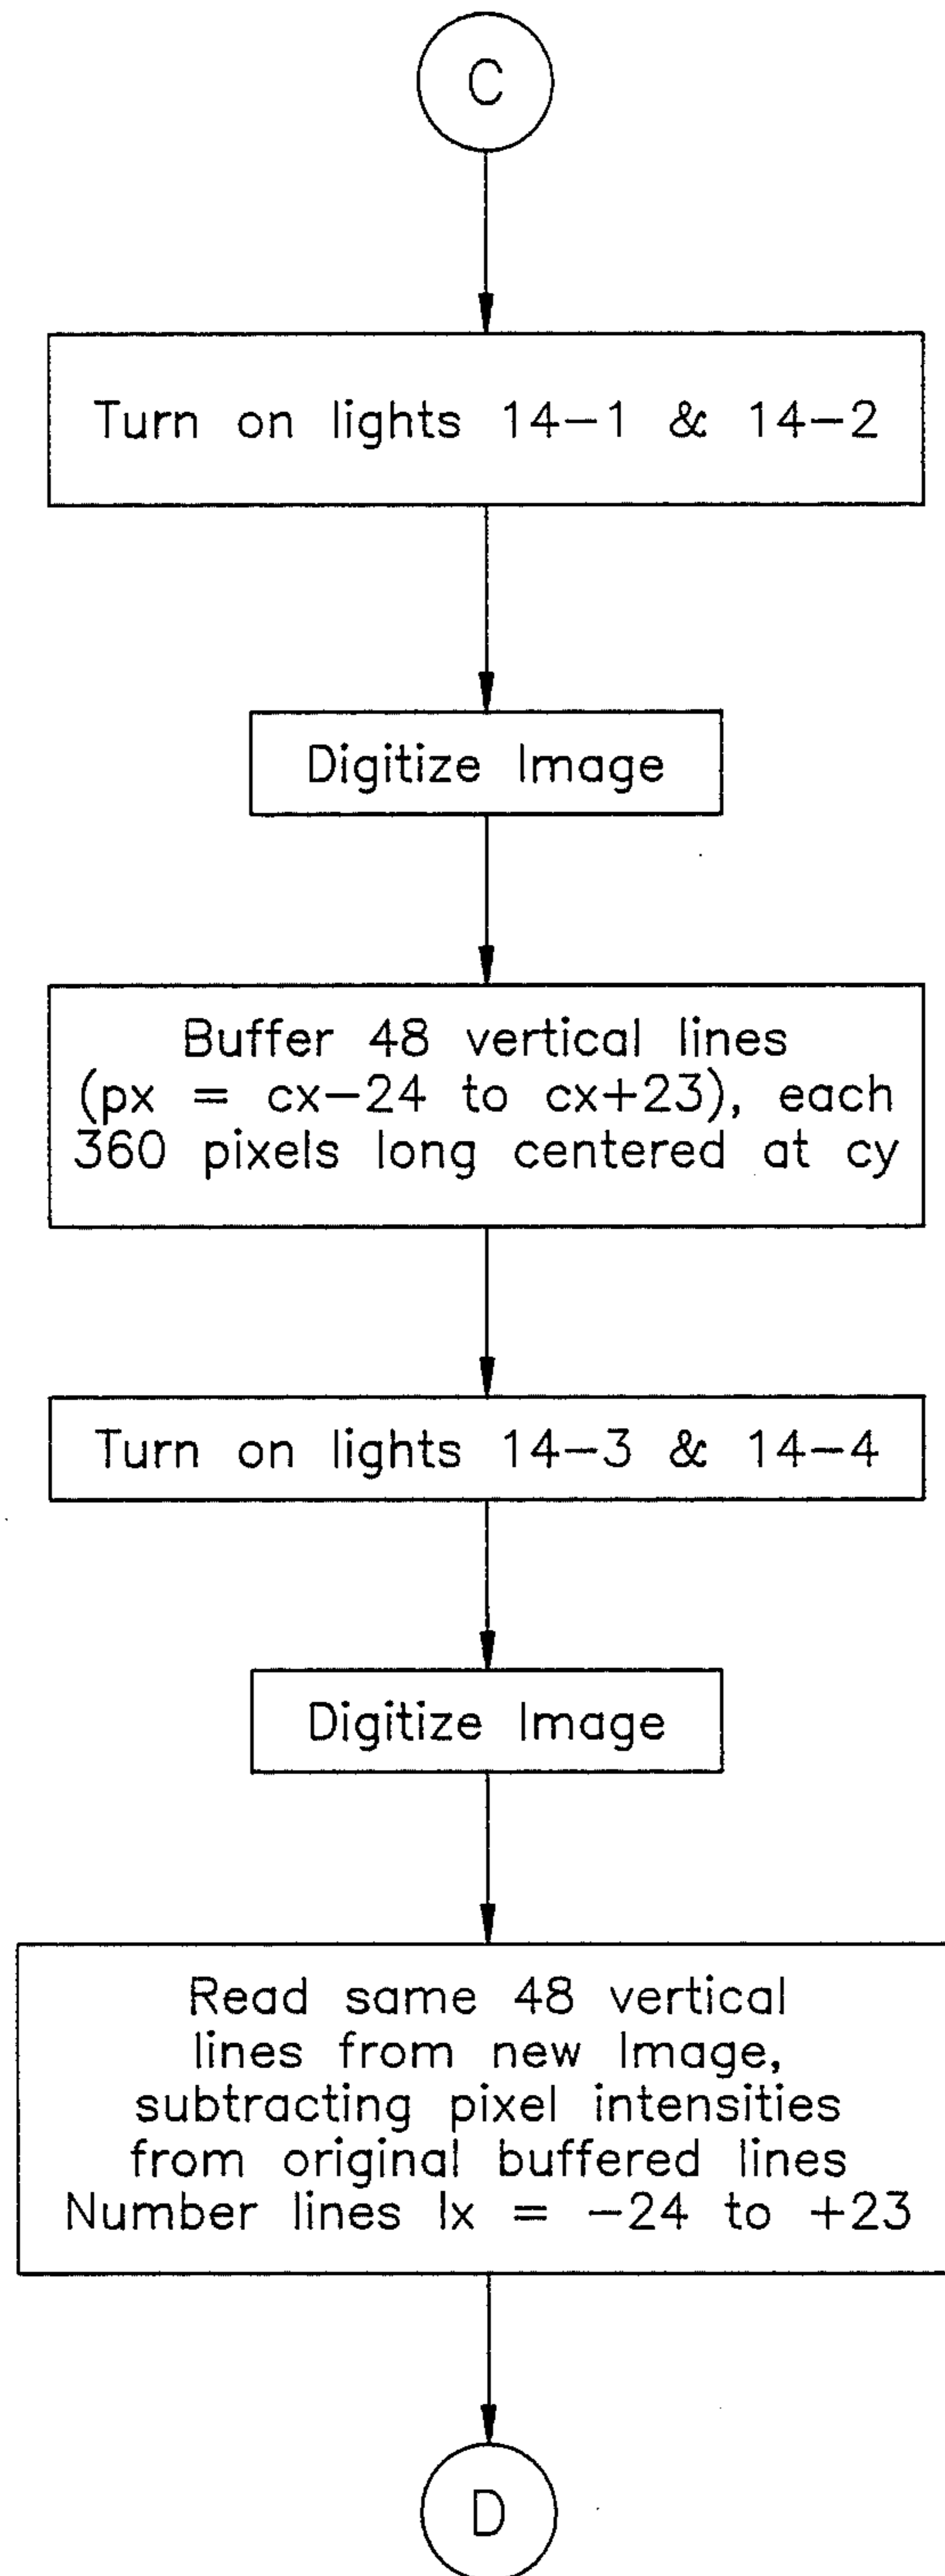 C
Turn on lights 14-1 & 14-2
Digitize Image
Buffer 48 vertical lines
(px = cx-24 to cx+23), each
360 pixels long centered at cy
Turn on lights 14-3 & 14-4
Digitize Image
Read same 48 vertical
lines from new Image,
subtracting pixel intensities
from original buffered lines
Number lines lx = -24 to +23
D